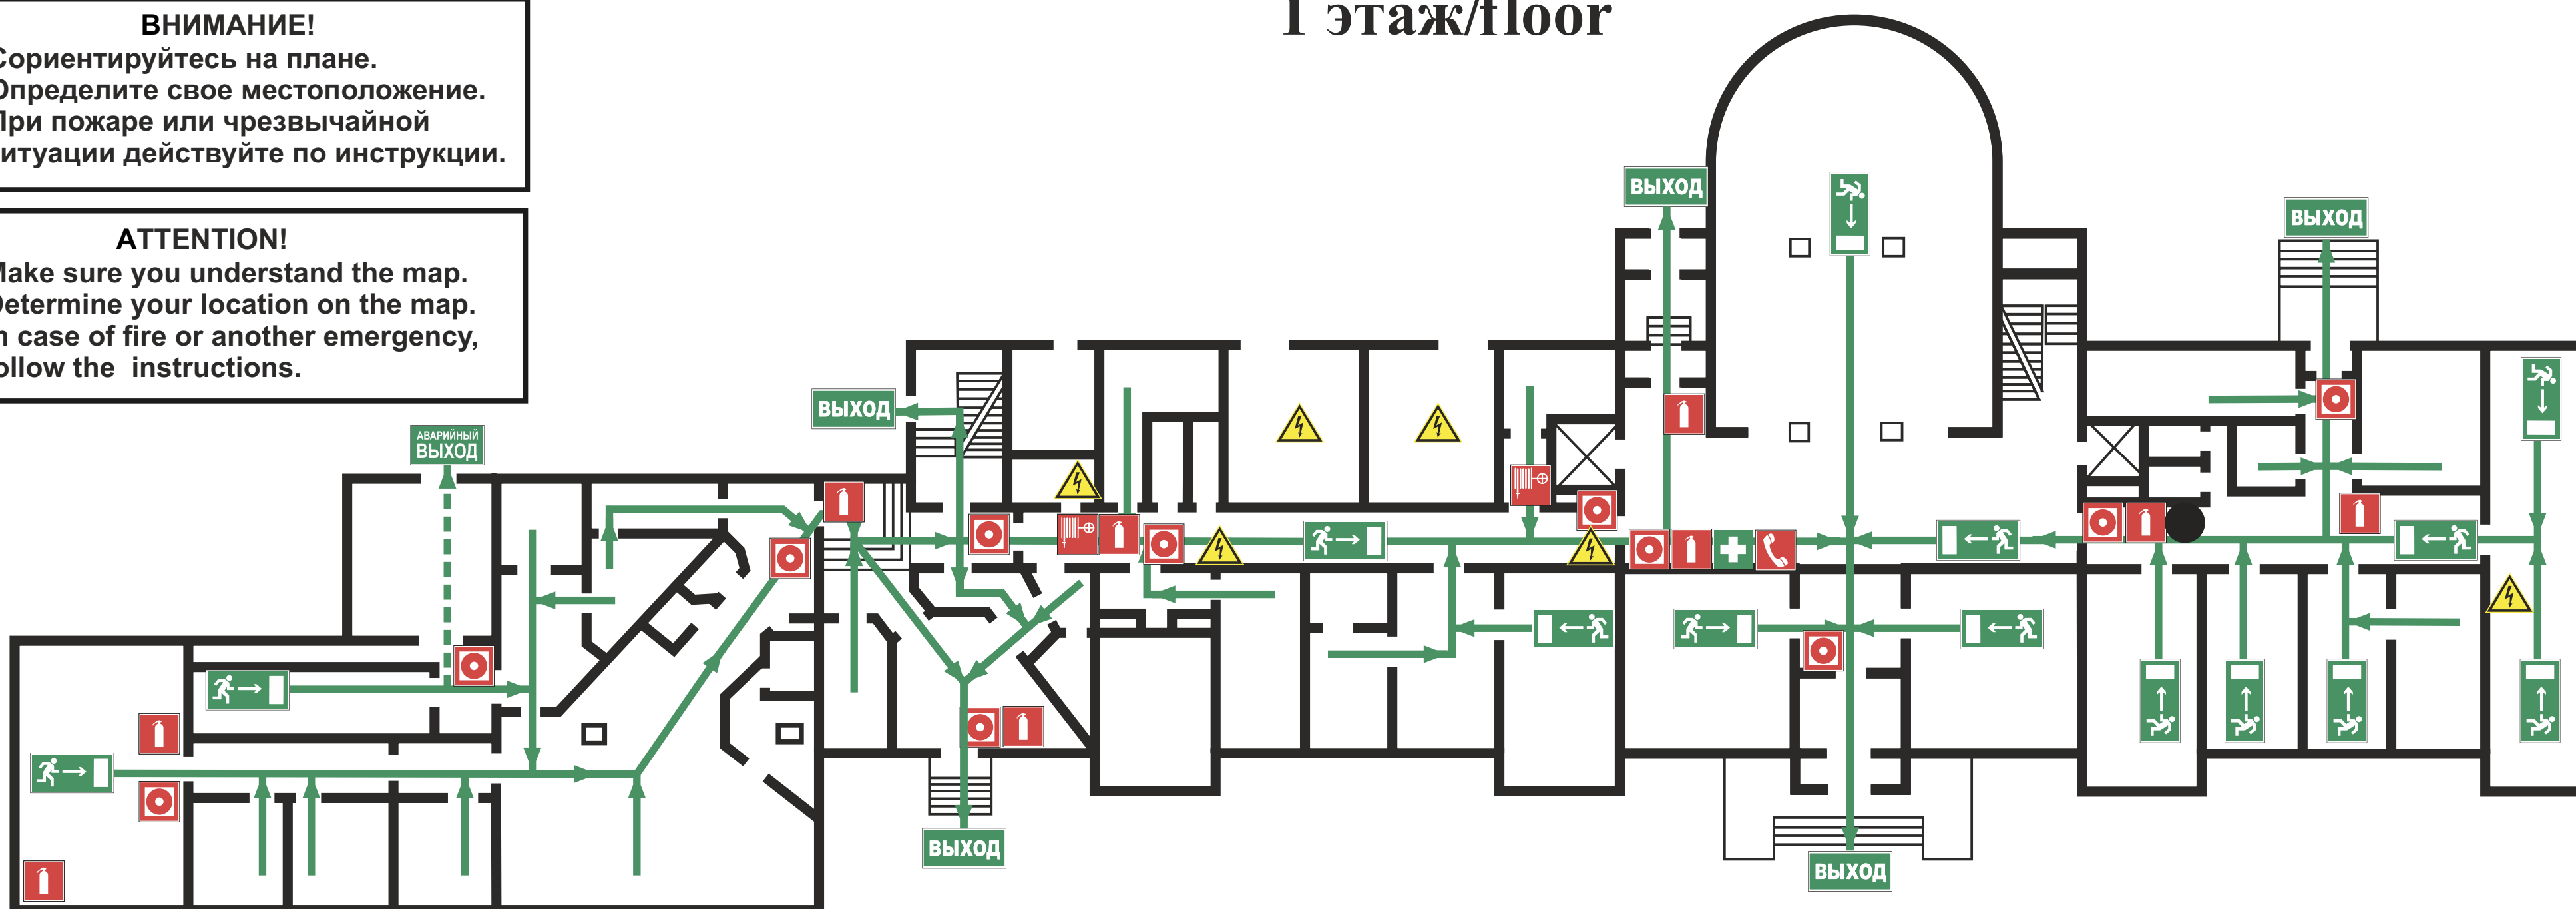 1 этаж/floor
ВНИМАНИЕ!
Сориентируйтесь на плане.
Определите свое местоположение.
При пожаре или чрезвычайной
ситуации действуйте по инструкции.
ATTENTION!
Make sure you understand the map.
Determine your location on the map.
In case of fire or another emergency,
follow the instructions.
ВЫХОД
ВЫХОД
ВЫХОД
АВАРИЙНЫЙ
ВЫХОД
ВЫХОД
ВЫХОД